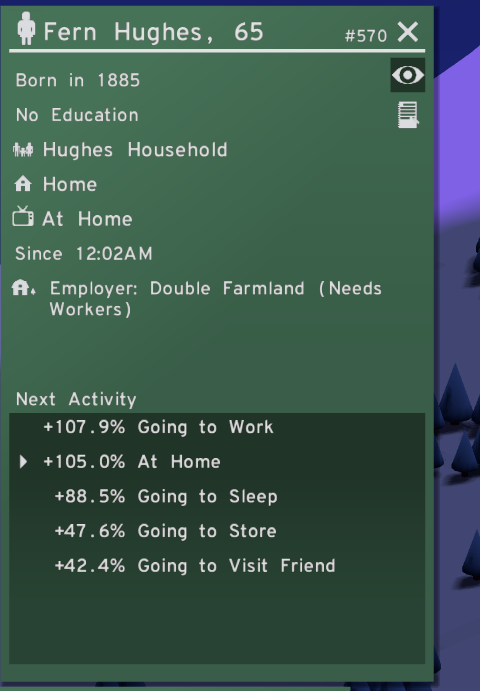 Fern Hughes, 65
#570
Born in 1885
No Education
Hughes Household
Home
At Home
Since 12:02AM
Employer: Double Farmland (Needs
Workers)
Next Activity
+107.9% Going to Work
+105.0% At Home
+88.5% Going to Sleep
+47.6% Going to Store
+42.4% Going to Visit Friend